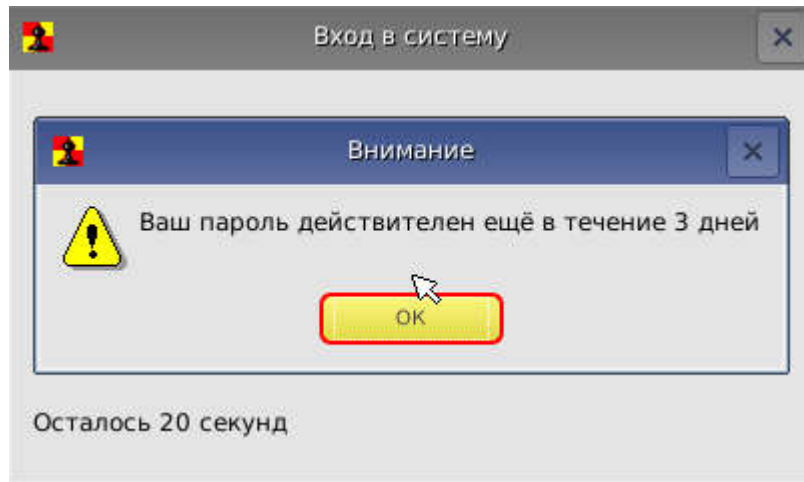 Вход в систему
Внимание
Ваш пароль действителен ещё в течение 3 дней
OK
Осталось 20 секунд